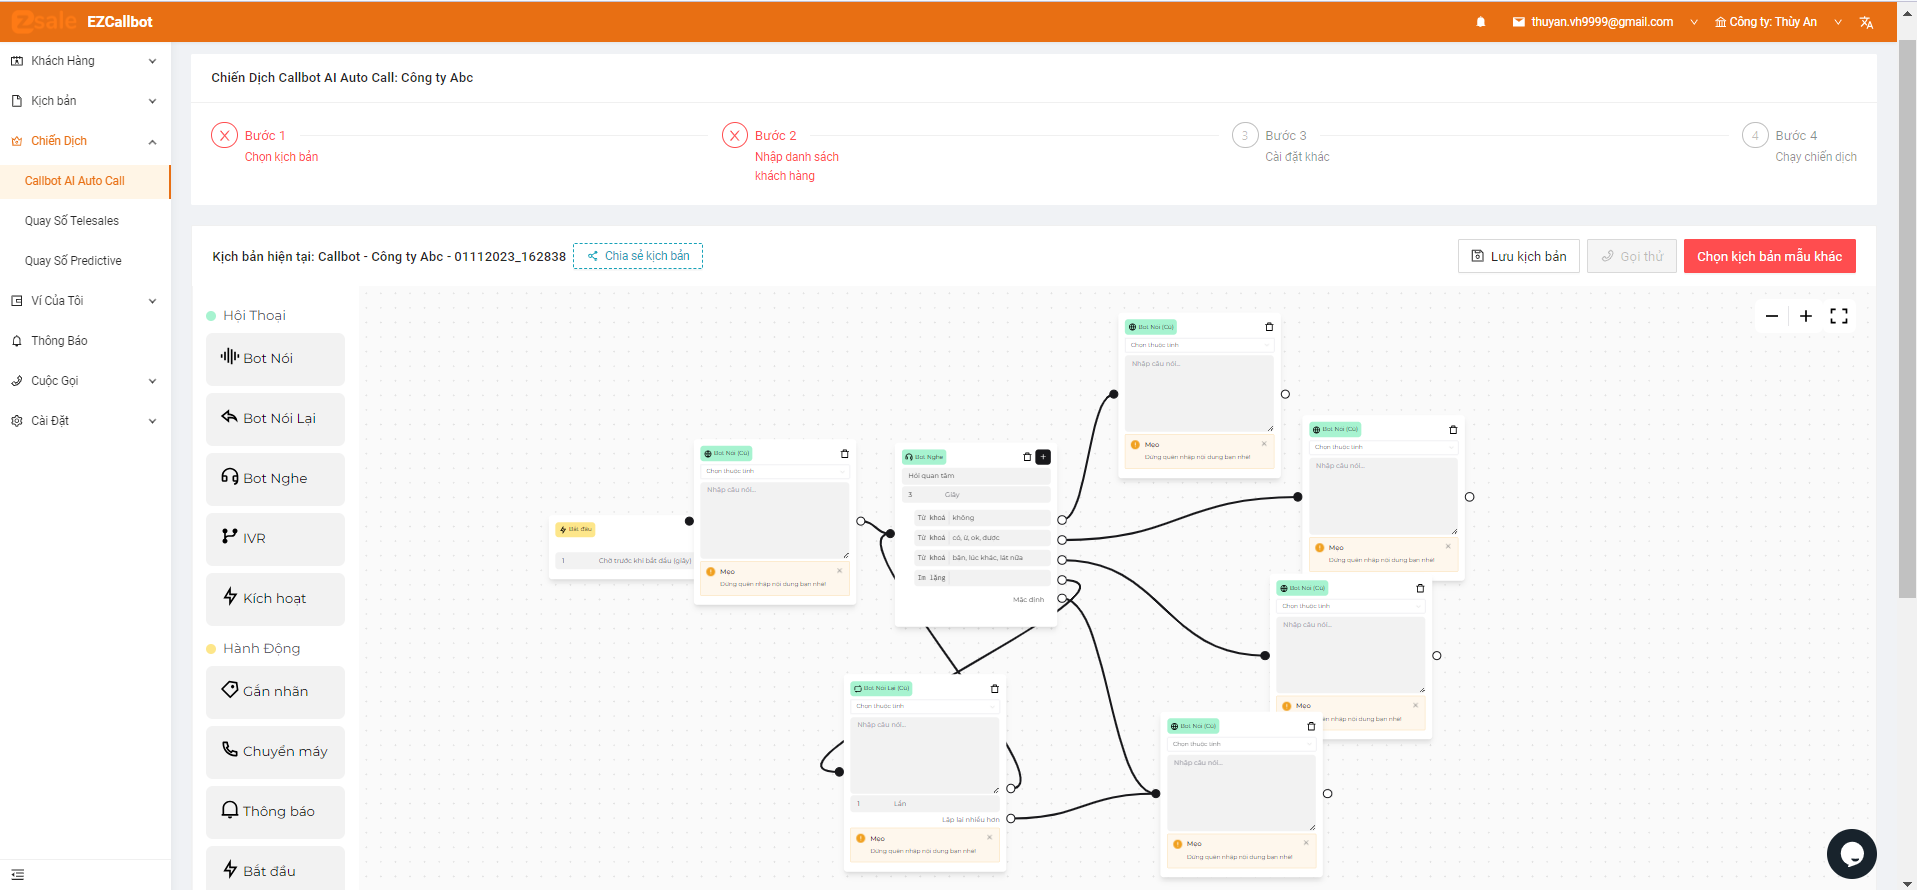 zsale EZCallbot
thuyan.vh9999@gmail.com
Công ty: Thùy An
Khách Hàng
Kịch bản
Chiến Dịch
Callbot AI Auto Call
Quay Số Telesales
Quay Số Predictive
Ví Của Tôi
Thông Báo
Cuộc Gọi
Cài Đặt
Chiến Dịch Callbot AI Auto Call: Công ty Abc
Bước 1
Chọn kịch bản
Bước 2
Nhập danh sách
khách hàng
3 Bước 3
Cài đặt khác
4 Bước 4
Chạy chiến dịch
Kịch bản hiện tại: Callbot - Công ty Abc - 01112023_162838
Chia sẻ kịch bản
Lưu kịch bản
Gọi thử
Chọn kịch bản mẫu khác
Hội Thoại
Bot Nói
Bot Nói Lại
Bot Nghe
IVR
Kích hoạt
Hành Động
Gắn nhãn
Chuyển máy
Thông báo
Bắt đầu
Bắt đầu
1 Chờ trước khi bắt đầu (giây)
Bot Nói (Cũ)
Chọn thuộc tính
Nhập câu nói...
Mẹo
Đừng quên nhập nội dung bạn nhé!
Bot Nghe
Hỏi quan tâm
3 Giây
Từ khoá không
Từ khoá có, ừ, ok, được
Từ khoá bận, lúc khác, lát nữa
Im lặng
Mặc định
Bot Nói (Cũ)
Chọn thuộc tính
Nhập câu nói...
Mẹo
Đừng quên nhập nội dung bạn nhé!
Bot Nói (Cũ)
Chọn thuộc tính
Nhập câu nói...
Mẹo
Đừng quên nhập nội dung bạn nhé!
Bot Nói (Cũ)
Chọn thuộc tính
Nhập câu nói...
Mẹo
nhập nội dung bạn nhé!
Bot Nói Lại (Cũ)
Chọn thuộc tính
Nhập câu nói...
1 Lần
Lặp lại nhiều hơn
Mẹo
Đừng quên nhập nội dung bạn nhé!
Bot Nói (Cũ)
Chọn thuộc tính
Nhập câu nói...
Mẹo
Đừng quên nhập nội dung bạn nhé!